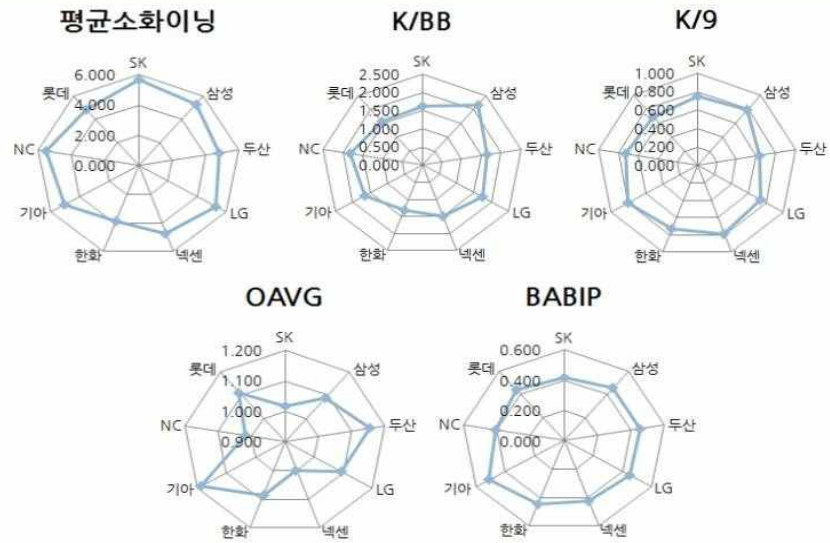 평균소화이닝
K/BB
K/9
SK
6.000
4.000
2.000
0.000
삼성
두산
LG
넥센
한화
기아
NC
롯데
SK
2.500
2.000
1.500
1.000
0.500
0.000
삼성
두산
LG
넥센
한화
기아
NC
롯데
SK
1.000
0.800
0.600
0.400
0.200
0.000
삼성
두산
LG
넥센
한화
기아
NC
롯데
OAVG
BABIP
SK
1.200
1.100
1.000
0.900
삼성
두산
LG
넥센
한화
기아
NC
롯데
SK
0.600
0.400
0.200
0.000
삼성
두산
LG
넥센
한화
기아
NC
롯데